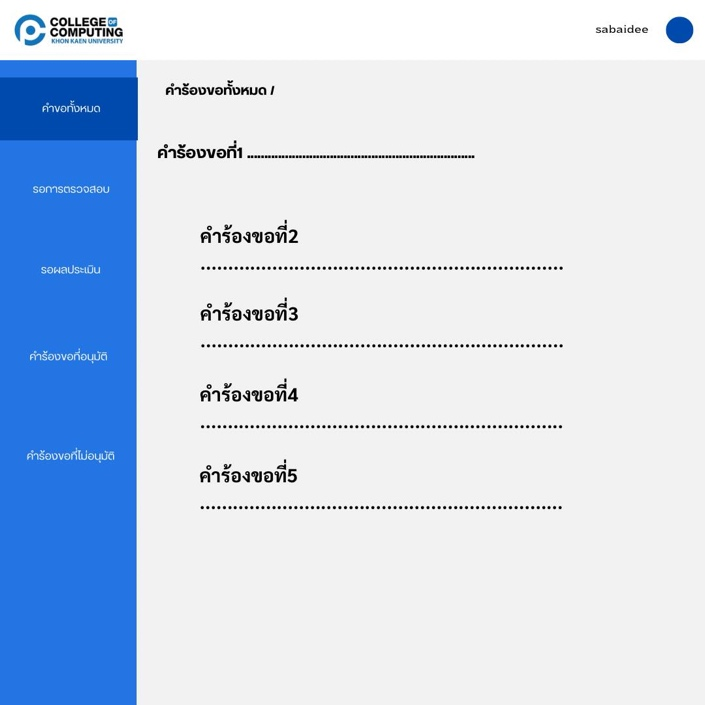 COLLEGE OF
COMPUTING
KHON KAEN UNIVERSITY
sabaidee
คำขอทั้งหมด
รอการตรวจสอบ
รอผลประเมิน
คำร้องขอที่อนุมัติ
คำร้องขอที่ไม่อนุมัติ
คำร้องขอทั้งหมด /
คำร้องขอที่1 ..................................................................
คำร้องขอที่2
..................................................................
คำร้องขอที่3
..................................................................
คำร้องขอที่4
..................................................................
คำร้องขอที่5
..................................................................